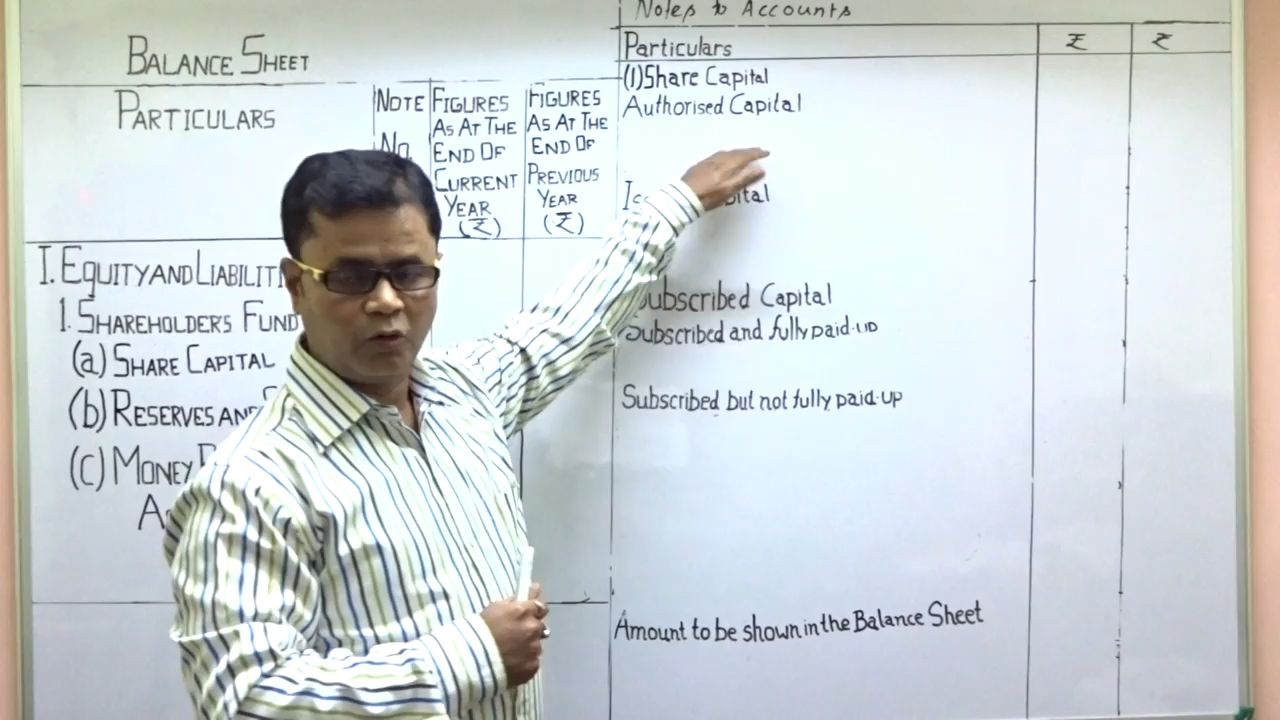 BALANCE SHEET
PARTICULARS
NOTE
No.
FIGURES
AS AT THE
END OF
CURRENT
YEAR
(₹)
FIGURES
AS AT THE
END OF
PREVIOUS
YEAR
(₹)
I. EQUITY AND LIABILITI
1. SHAREHOLDER'S FUND
(a) SHARE CAPITAL
(b) RESERVES AND
(c) MONEY
Notes to Accounts
Particulars ₹ ₹
(1) Share Capital
Authorised Capital
Subscribed Capital
Subscribed and fully paid-up
Subscribed but not fully paid-up
Amount to be shown in the Balance Sheet